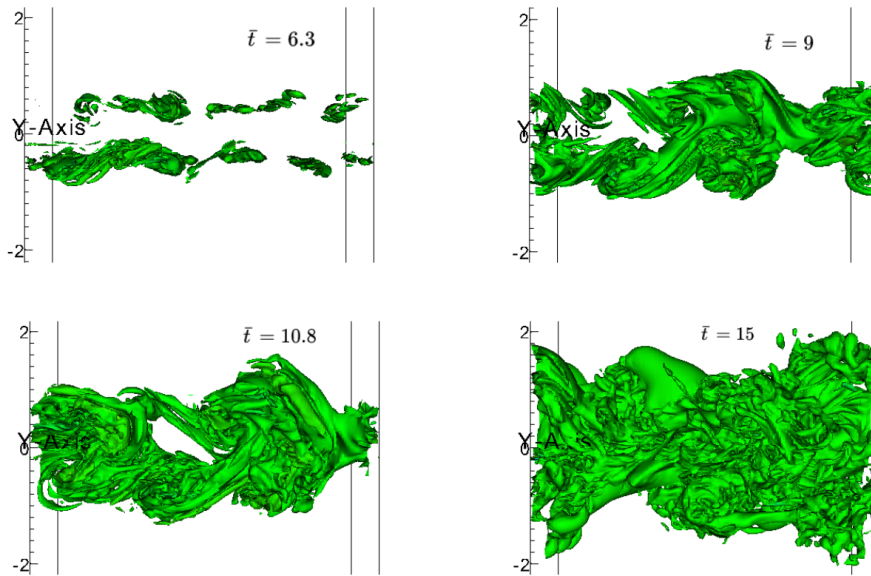 2
t̄ = 6.3
Y-Axis
0
-2
2
t̄ = 9
Y-Axis
0
-2
2
t̄ = 10.8
Y-Axis
0
-2
2
t̄ = 15
Y-Axis
0
-2